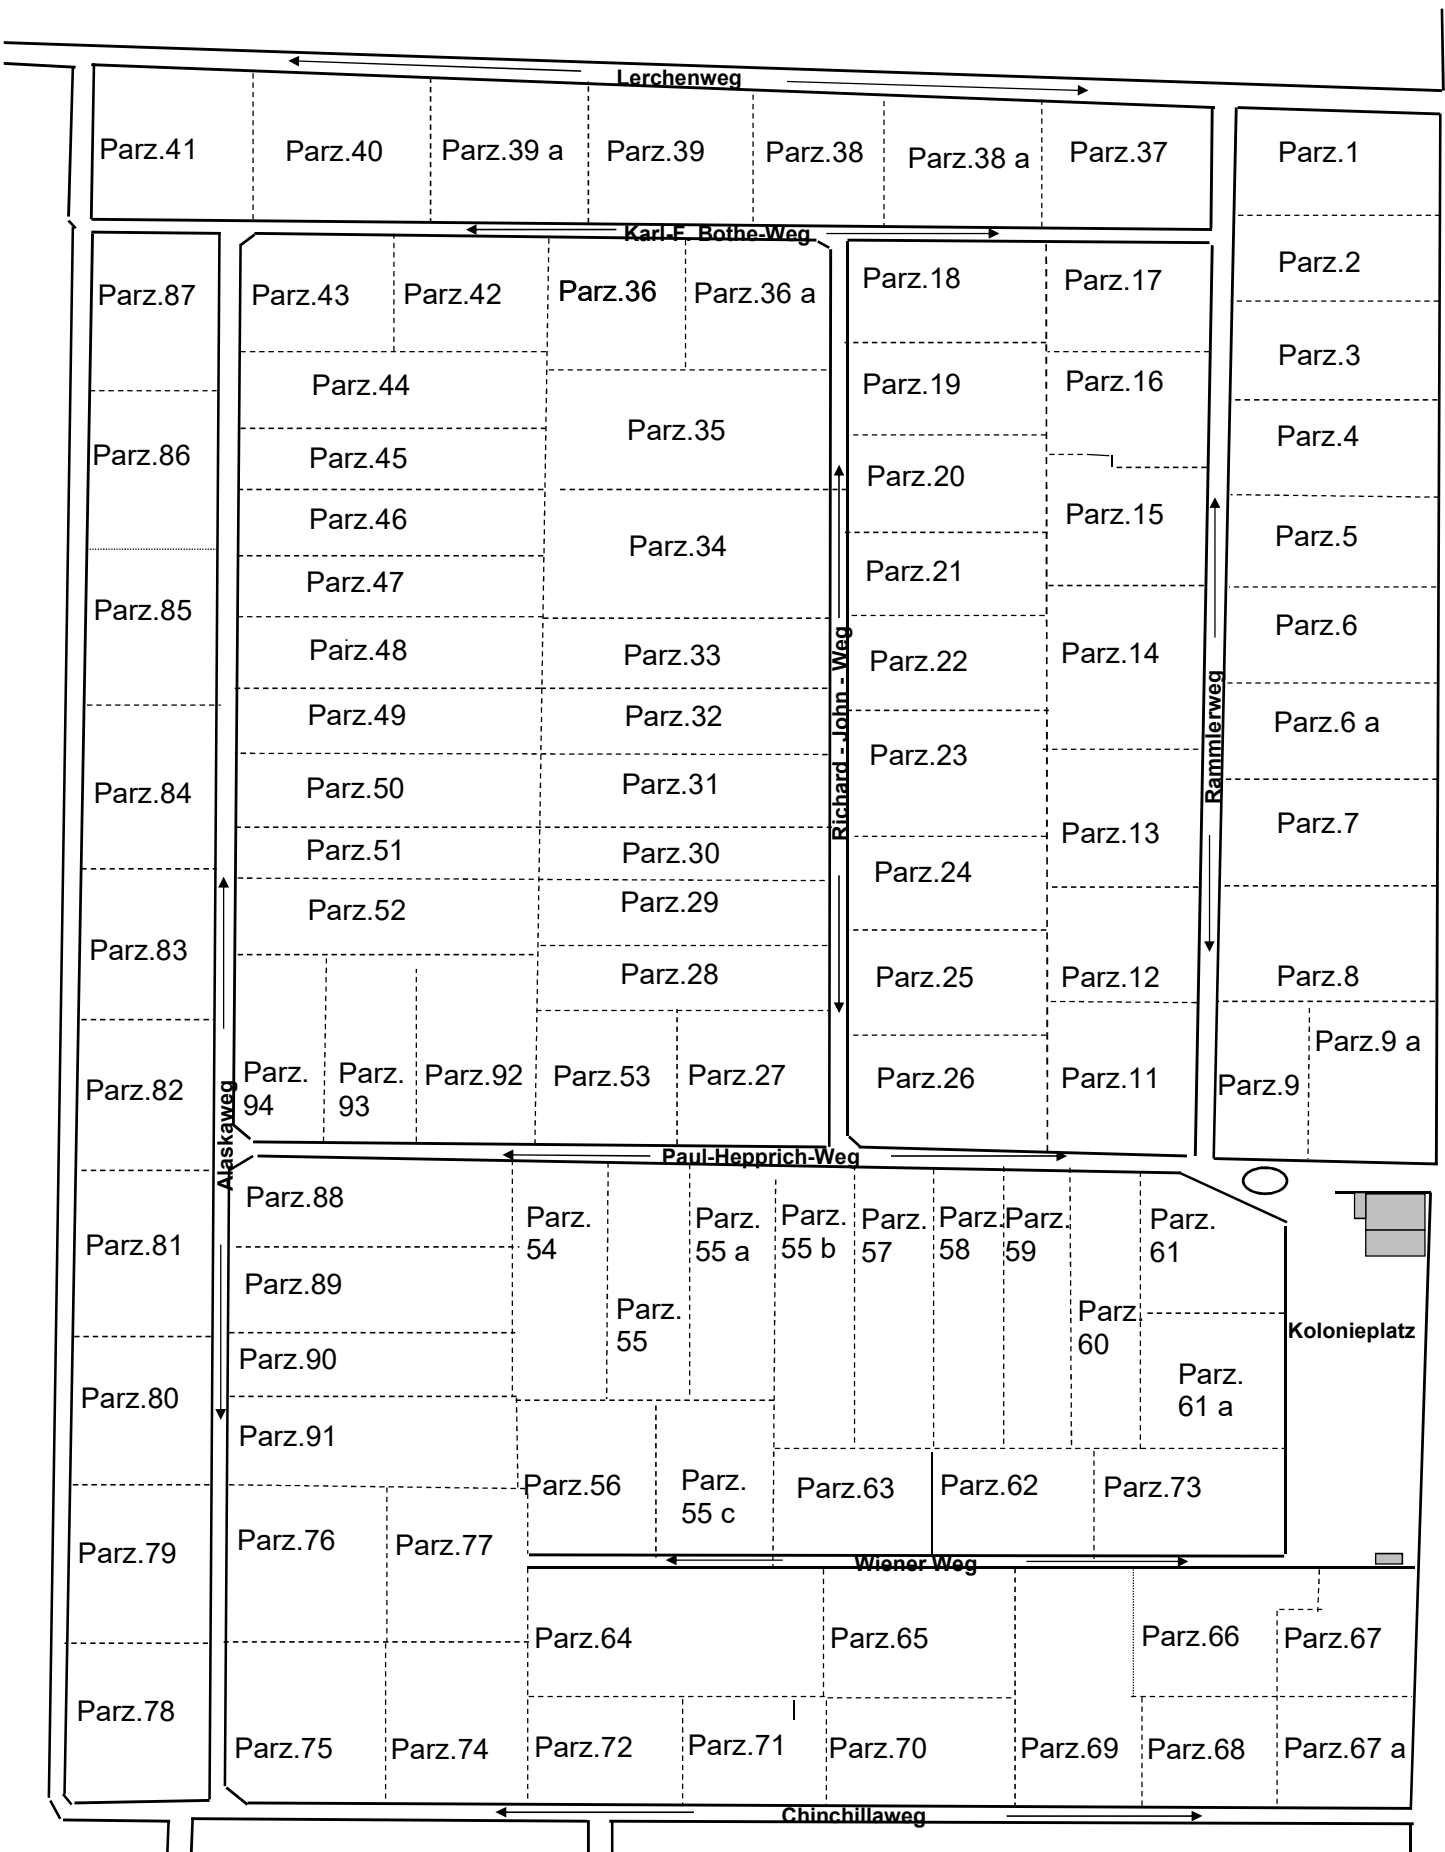 Lerchenweg
Parz.41
Parz.40
Parz.39 a
Parz.39
Parz.38
Parz.38 a
Parz.37
Parz.1
Karl-F. Bothe-Weg
Parz.87
Parz.43
Parz.42
Parz.36
Parz.36 a
Parz.18
Parz.17
Parz.2
Parz.44
Parz.19
Parz.16
Parz.3
Parz.86
Parz.45
Parz.35
Parz.20
Parz.4
Parz.46
Parz.34
Parz.15
Parz.5
Parz.85
Parz.47
Parz.21
Parz.6
Parz.48
Parz.33
Richard - John - Weg
Parz.22
Parz.14
Rammlerweg
Parz.49
Parz.32
Parz.23
Parz.6 a
Parz.84
Parz.50
Parz.31
Parz.13
Parz.7
Parz.51
Parz.30
Parz.24
Parz.83
Parz.52
Parz.29
Parz.28
Parz.25
Parz.12
Parz.8
Parz.82
Alaskaweg
Parz.
94
Parz.
93
Parz.92
Parz.53
Parz.27
Parz.26
Parz.11
Parz.9
Parz.9 a
Paul-Hepprich-Weg
Parz.88
Parz.
54
Parz.
55 a
Parz.
55 b
Parz.
57
Parz.
58
Parz.
59
Parz.
61
Parz.81
Parz.89
Parz.
55
Parz.
60
Kolonieplatz
Parz.90
Parz.
61 a
Parz.80
Parz.91
Parz.56
Parz.
55 c
Parz.63
Parz.62
Parz.73
Parz.79
Parz.76
Parz.77
Wiener Weg
Parz.64
Parz.65
Parz.66
Parz.67
Parz.78
Parz.75
Parz.74
Parz.72
Parz.71
Parz.70
Parz.69
Parz.68
Parz.67 a
Chinchillaweg